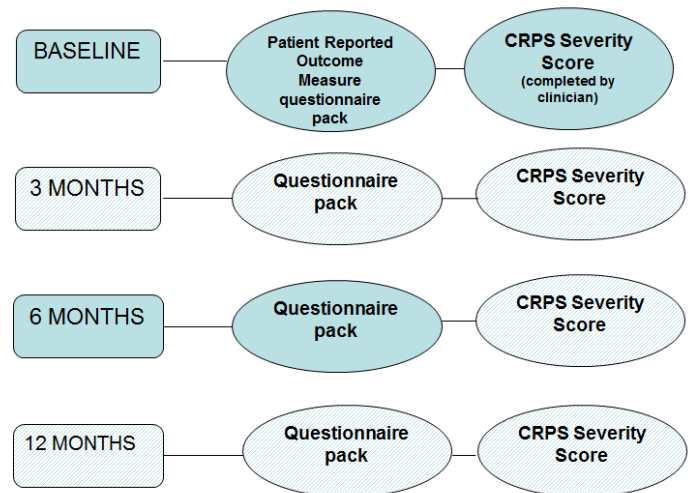 BASELINE
Patient Reported
Outcome
Measure
questionnaire
pack
CRPS Severity
Score
(completed by
clinician)
3 MONTHS
Questionnaire
pack
CRPS Severity
Score
6 MONTHS
Questionnaire
pack
CRPS Severity
Score
12 MONTHS
Questionnaire
pack
CRPS Severity
Score